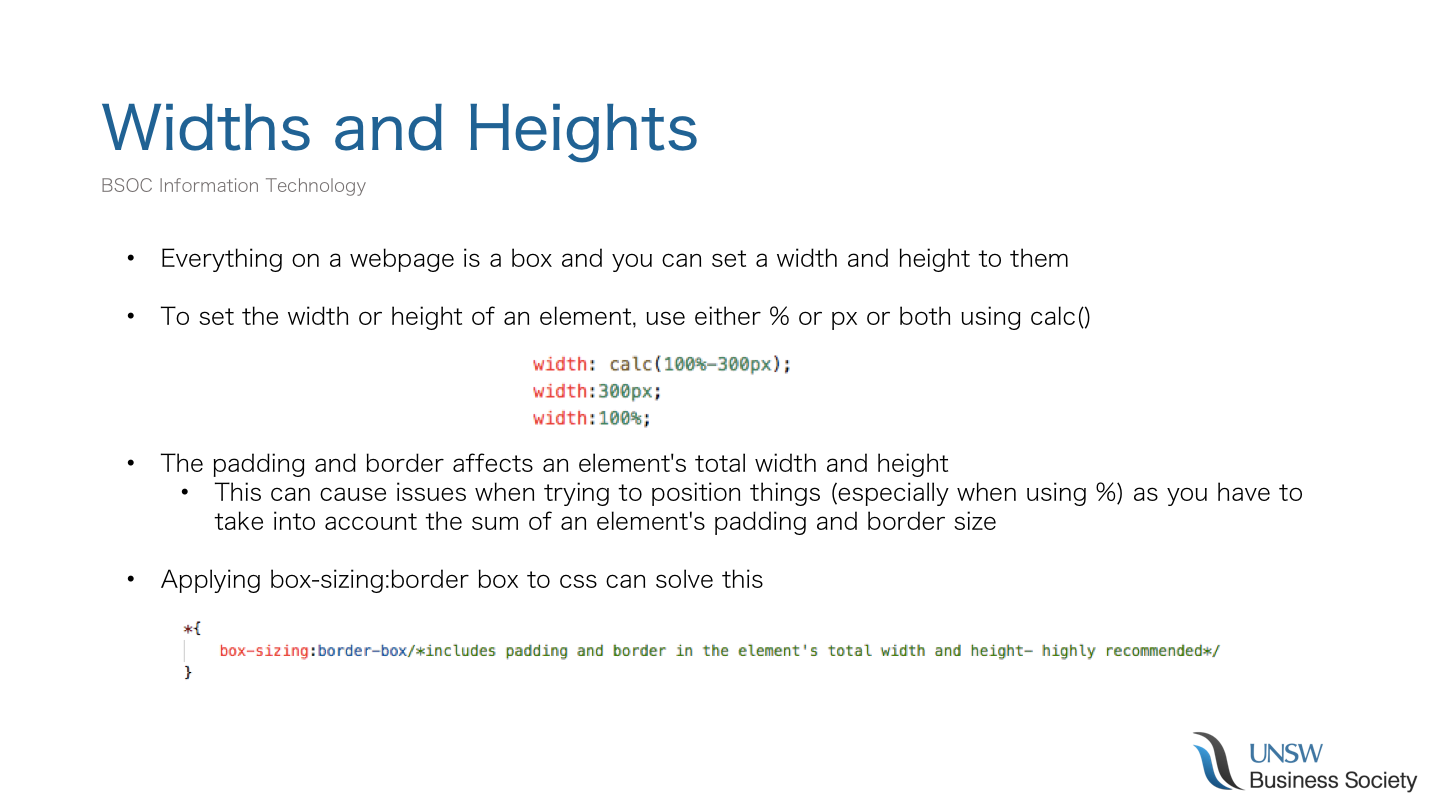 Widths and Heights
BSOC Information Technology
• Everything on a webpage is a box and you can set a width and height to them
• To set the width or height of an element, use either % or px or both using calc()
width: calc(100%-300px);
width:300px;
width:100%;
• The padding and border affects an element's total width and height
• This can cause issues when trying to position things (especially when using %) as you have to
take into account the sum of an element's padding and border size
• Applying box-sizing:border box to css can solve this
*{
box-sizing:border-box/*includes padding and border in the element's total width and height- highly recommended*/
}
UNSW
Business Society